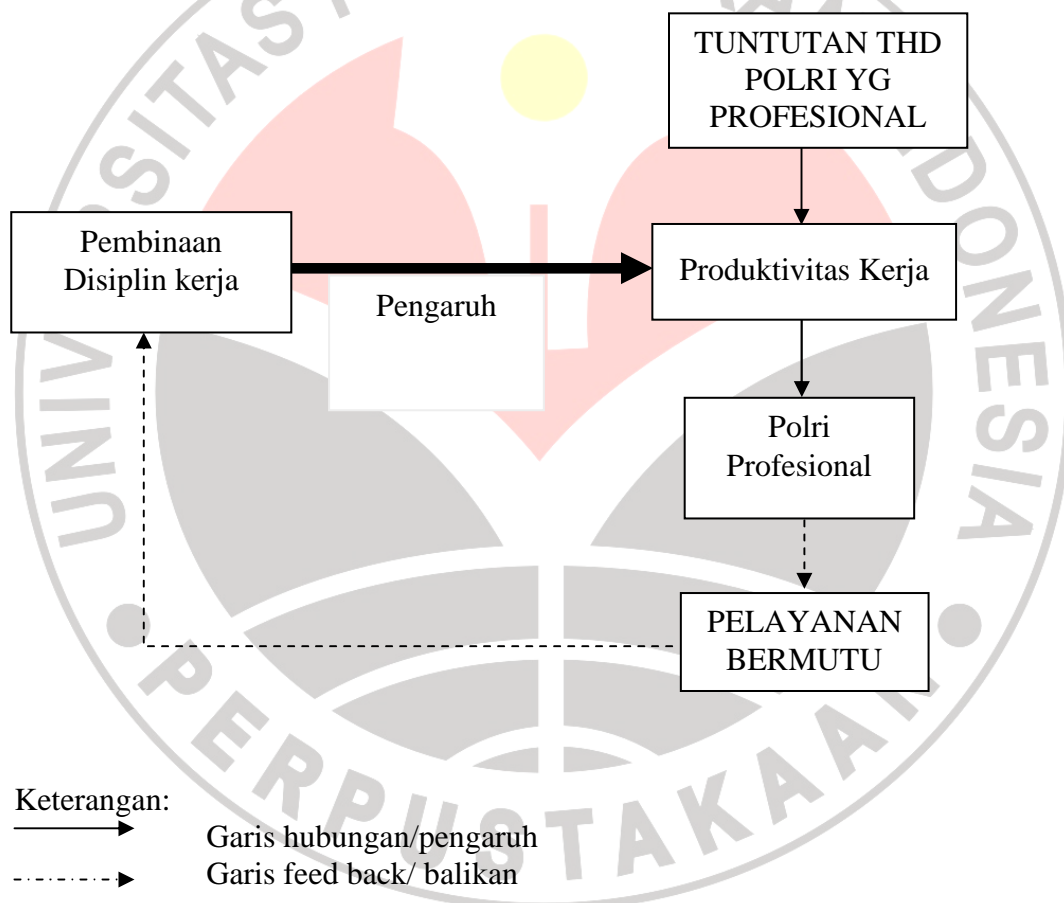 TUNTUTAN THD
POLRI YG
PROFESIONAL
Pembinaan
Disiplin kerja
Pengaruh
Produktivitas Kerja
Polri
Profesional
PELAYANAN
BERMUTU
Keterangan:
Garis hubungan/pengaruh
Garis feed back/ balikan
PERPUSTAKAAN